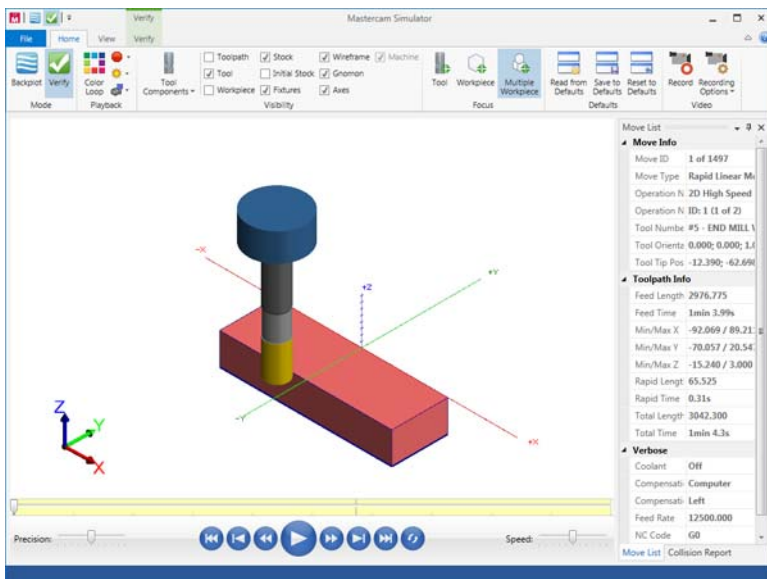 Verify
Mastercam Simulator
File Home View Verify
Backplot Verify
Mode
Color Loop
Playback
Tool Components
Toolpath Stock Wireframe Machine
Tool Initial Stock Gnomon
Workpiece Fixtures Axes
Visibility
Tool Workpiece Multiple Workpiece
Focus
Read from Defaults Save to Defaults Reset to Defaults
Defaults
Record Recording Options
Video
Move List
Move Info
Move ID 1 of 1497
Move Type Rapid Linear Mo
Operation N 2D High Speed
Operation N ID: 1 (1 of 2)
Tool Numbe #5 - END MILL
Tool Orienta 0.000; 0.000; 1.0
Tool Tip Pos -12.390; -62.698
Toolpath Info
Feed Length 2976.775
Feed Time 1min 3.99s
Min/Max X -92.069 / 89.21
Min/Max Y -70.057 / 20.54
Min/Max Z -15.240 / 3.000
Rapid Lengt 65.525
Rapid Time 0.31s
Total Length 3042.300
Total Time 1min 4.3s
Verbose
Coolant Off
Compensati Computer
Compensati Left
Feed Rate 12500.000
NC Code G0
Move List Collision Report
-X
+Y
+Z
-Y
+X
Z
Y
X
Precision:
Speed: